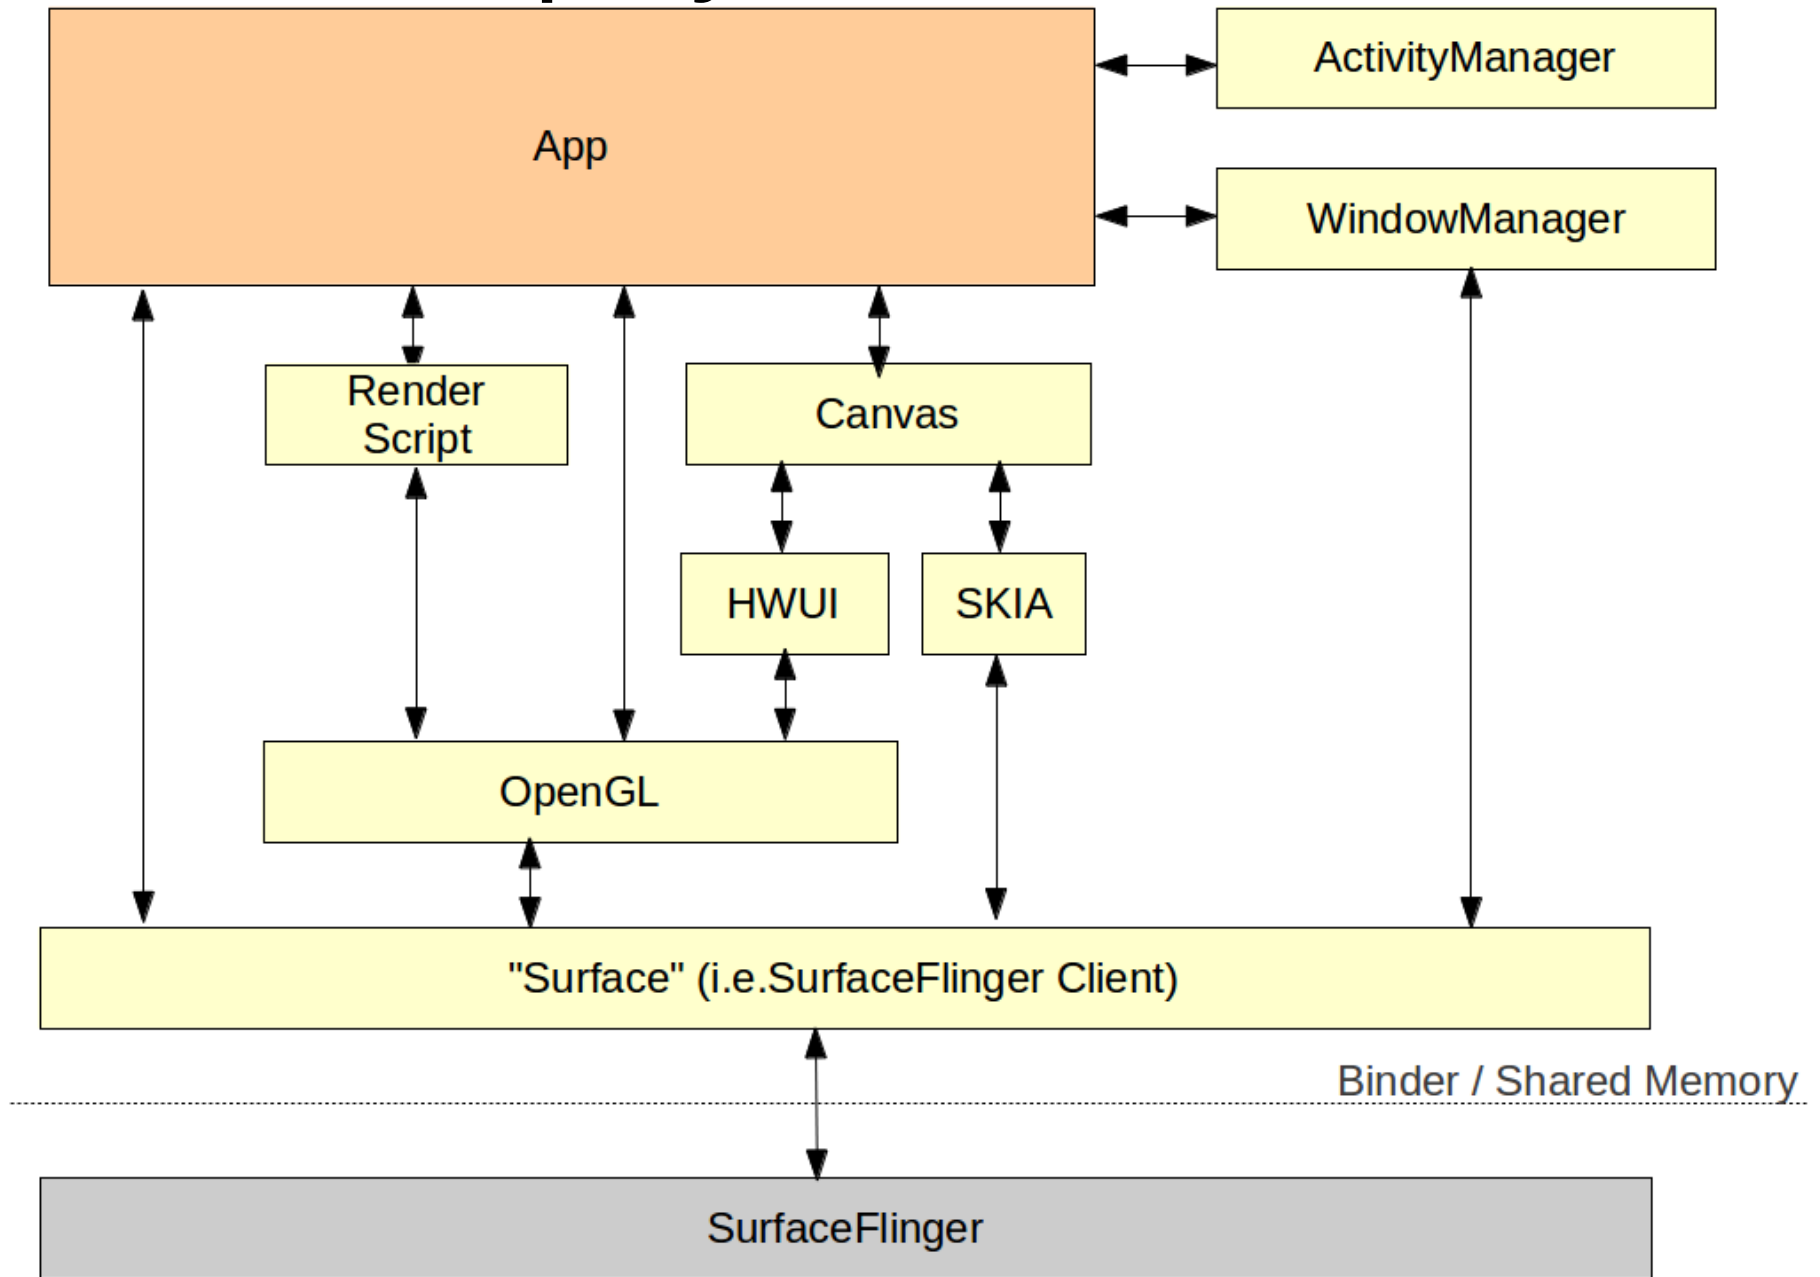 App
ActivityManager
WindowManager
Render
Script
Canvas
HWUI
SKIA
OpenGL
"Surface" (i.e.SurfaceFlinger Client)
Binder / Shared Memory
SurfaceFlinger